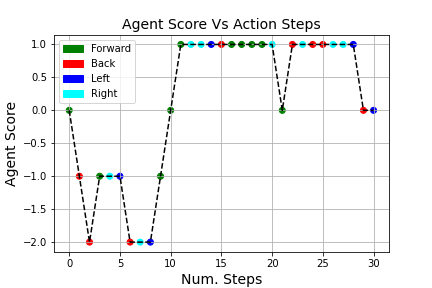 Agent Score Vs Action Steps
Forward
Back
Left
Right
1.0
0.5
0.0
−0.5
−1.0
−1.5
−2.0
Agent Score
0 5 10 15 20 25 30
Num. Steps